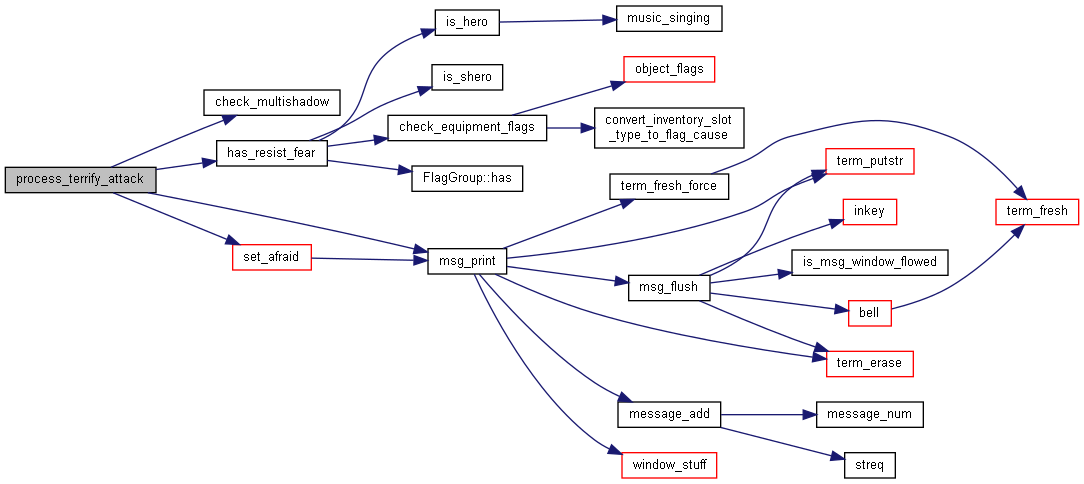 is_hero
music_singing
is_shero
object_flags
check_multishadow
check_equipment_flags
convert_inventory_slot
_type_to_flag_cause
has_resist_fear
process_terrify_attack
FlagGroup::has
term_fresh_force
term_putstr
inkey
term_fresh
set_afraid
msg_print
is_msg_window_flowed
msg_flush
bell
term_erase
message_add
message_num
window_stuff
streq